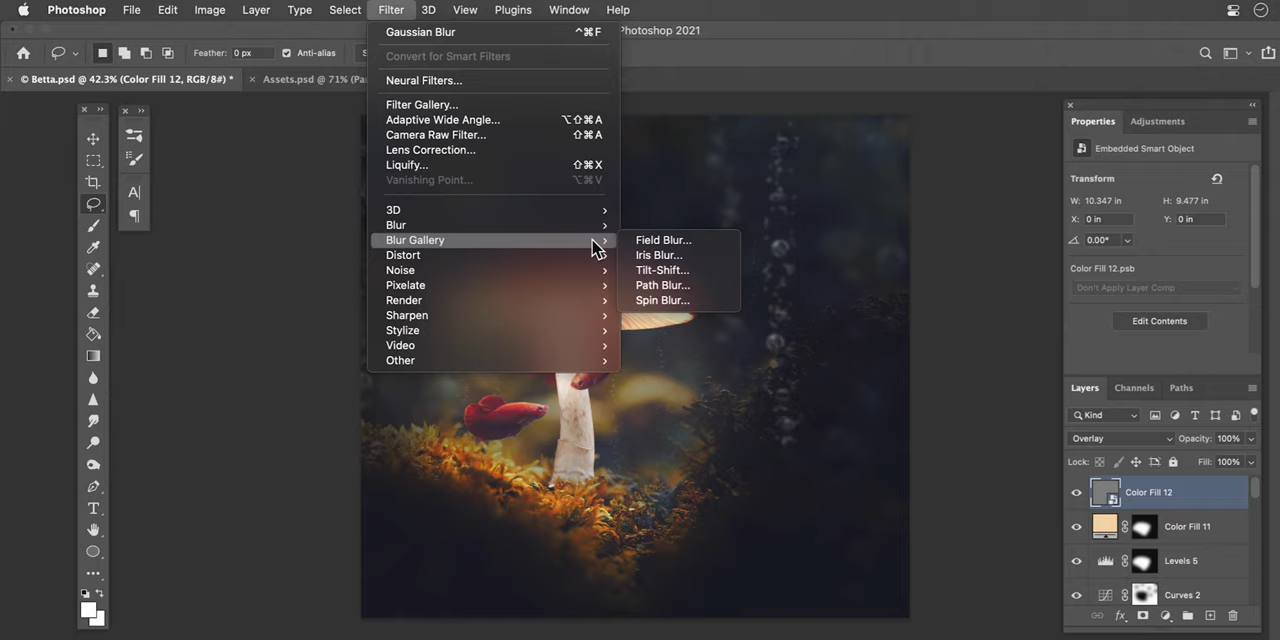 Photoshop File Edit Image Layer Type Select Filter 3D View Plugins Window Help
Photoshop 2021
Feather: 0 px Anti-alias
× © Betta.psd @ 42.3% (Color Fill 12, RGB/8#) * × Assets.psd @ 71% (Pa
Gaussian Blur ^⌘F
Convert for Smart Filters
Neural Filters...
Filter Gallery...
Adaptive Wide Angle... ⌥⇧⌘A
Camera Raw Filter... ⇧⌘A
Lens Correction...
Liquify... ⇧⌘X
Vanishing Point... ⌥⌘V
3D
Blur
Blur Gallery
Distort
Noise
Pixelate
Render
Sharpen
Stylize
Video
Other
Field Blur...
Iris Blur...
Tilt-Shift...
Path Blur...
Spin Blur...
Properties Adjustments
Embedded Smart Object
Transform
W: 10.347 in H: 9.477 in
X: 0 in Y: 0 in
0.00°
Color Fill 12.psb
Don't Apply Layer Comp
Edit Contents
Layers Channels Paths
Kind
Overlay Opacity: 100%
Lock: Fill: 100%
Color Fill 12
Color Fill 11
Levels 5
Curves 2